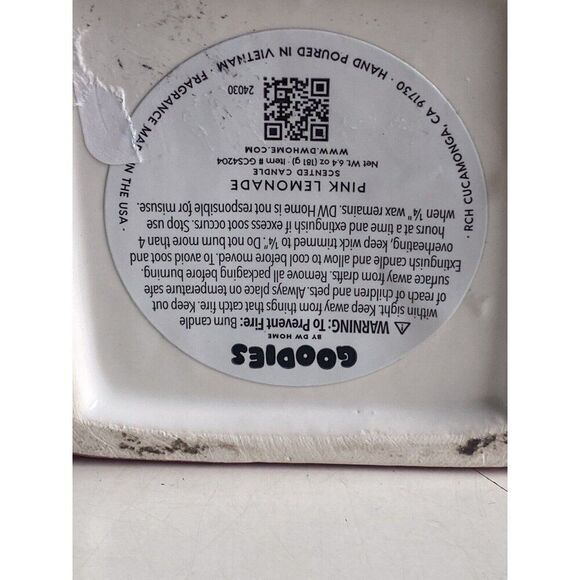 GOODIES
BY DW HOME
⚠ WARNING: To Prevent Fire: Burn candle
within sight. Keep away from things that catch fire. Keep out
of reach of children and pets. Always place on temperature safe
surface away from drafts. Remove all packaging before burning.
Extinguish candle and allow to cool before moved. To avoid soot and
overheating, keep wick trimmed to ¼". Do not burn more than 4
hours at a time and extinguish if excess soot occurs. Stop use
when ¼" wax remains. DW Home is not responsible for misuse.
PINK LEMONADE
SCENTED CANDLE
Net Wt. 6.4 oz (181 g) · Item # GCS4204
WWW.DWHOME.COM
24030
· RCH CUCAMONGA, CA 91730 · HAND POURED IN VIETNAM · FRAGRANCE IN THE USA ·